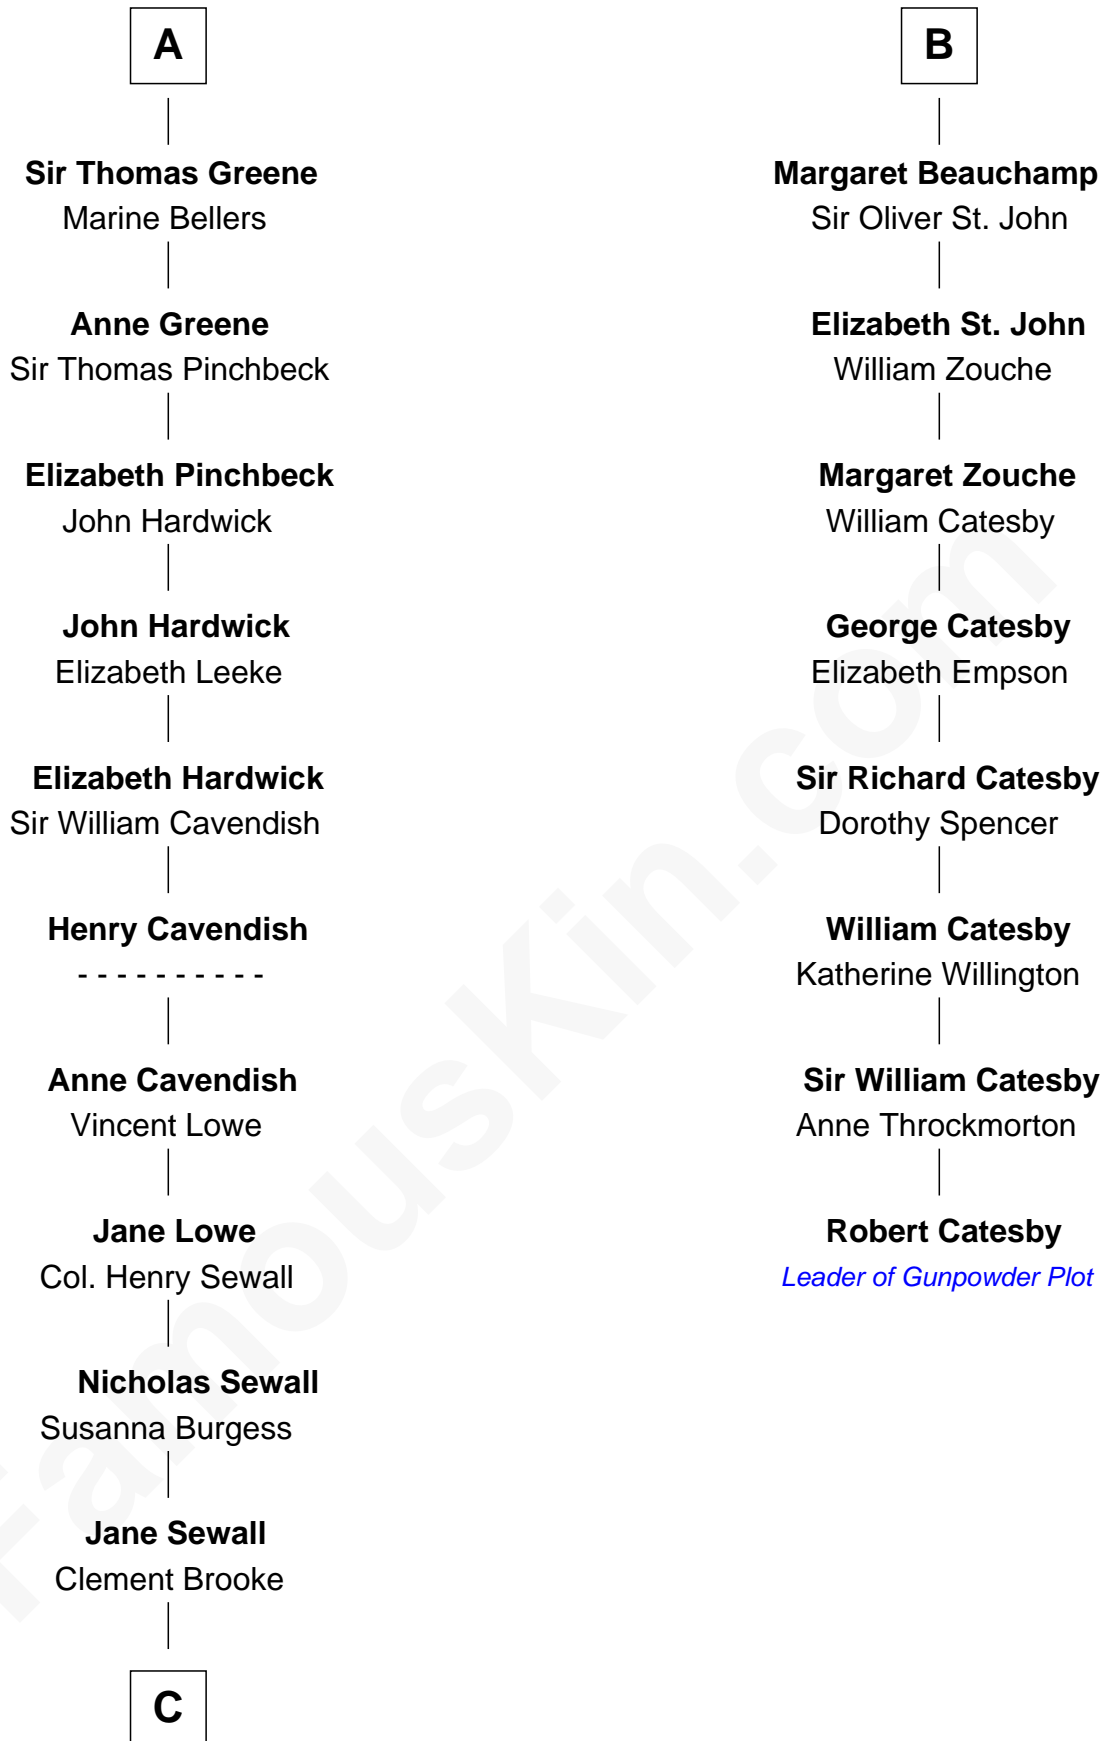 A
Sir Thomas Greene
Marine Bellers
Anne Greene
Sir Thomas Pinchbeck
Elizabeth Pinchbeck
John Hardwick
John Hardwick
Elizabeth Leeke
Elizabeth Hardwick
Sir William Cavendish
Henry Cavendish
- - - - - - - - - -
Anne Cavendish
Vincent Lowe
Jane Lowe
Col. Henry Sewall
Nicholas Sewall
Susanna Burgess
Jane Sewall
Clement Brooke
C
B
Margaret Beauchamp
Sir Oliver St. John
Elizabeth St. John
William Zouche
Margaret Zouche
William Catesby
George Catesby
Elizabeth Empson
Sir Richard Catesby
Dorothy Spencer
William Catesby
Katherine Willington
Sir William Catesby
Anne Throckmorton
Robert Catesby
Leader of Gunpowder Plot
FamousKin.com